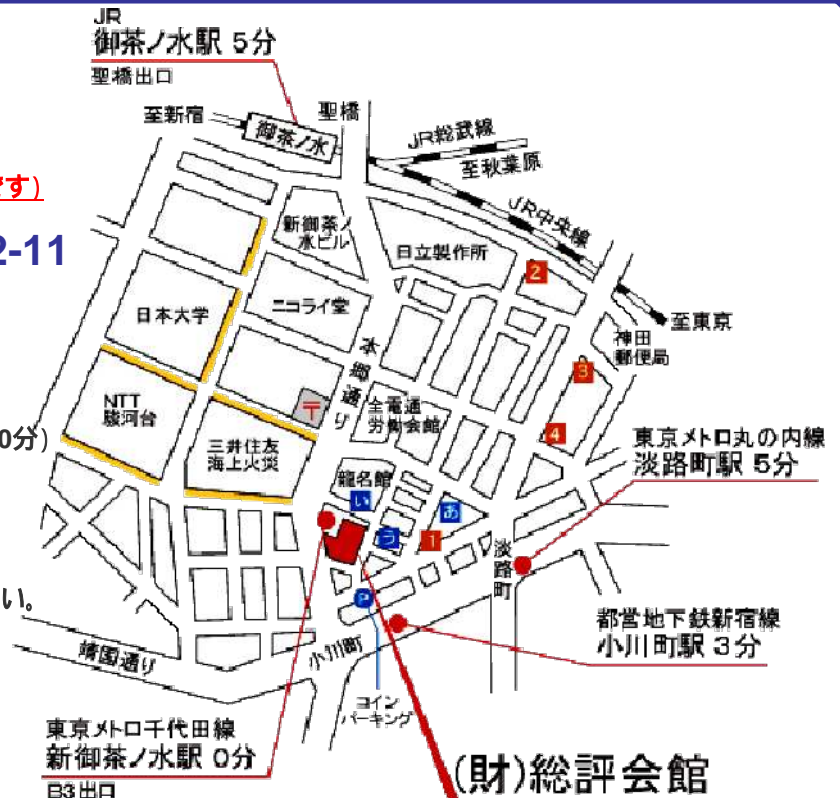 JR
御茶ノ水駅 5分
聖橋出口
至新宿
御茶ノ水
聖橋
JR総武線
至秋葉原
JR中央線
す)
2-11
新御茶ノ
水ビル
日立製作所
2
日本大学
ニコライ堂
至東京
神田
郵便局
本郷通り
3
NTT
駿河台
〒
全電通
労働会館
4
0分)
三井住友
海上火災
東京メトロ丸の内線
淡路町駅 5分
龍名館
い
あ
う
1
淡路町
い。
P
都営地下鉄新宿線
小川町駅 3分
靖国通り
小川町
コイン
パーキング
東京メトロ千代田線
新御茶ノ水駅 0分
B3出口
(財)総評会館